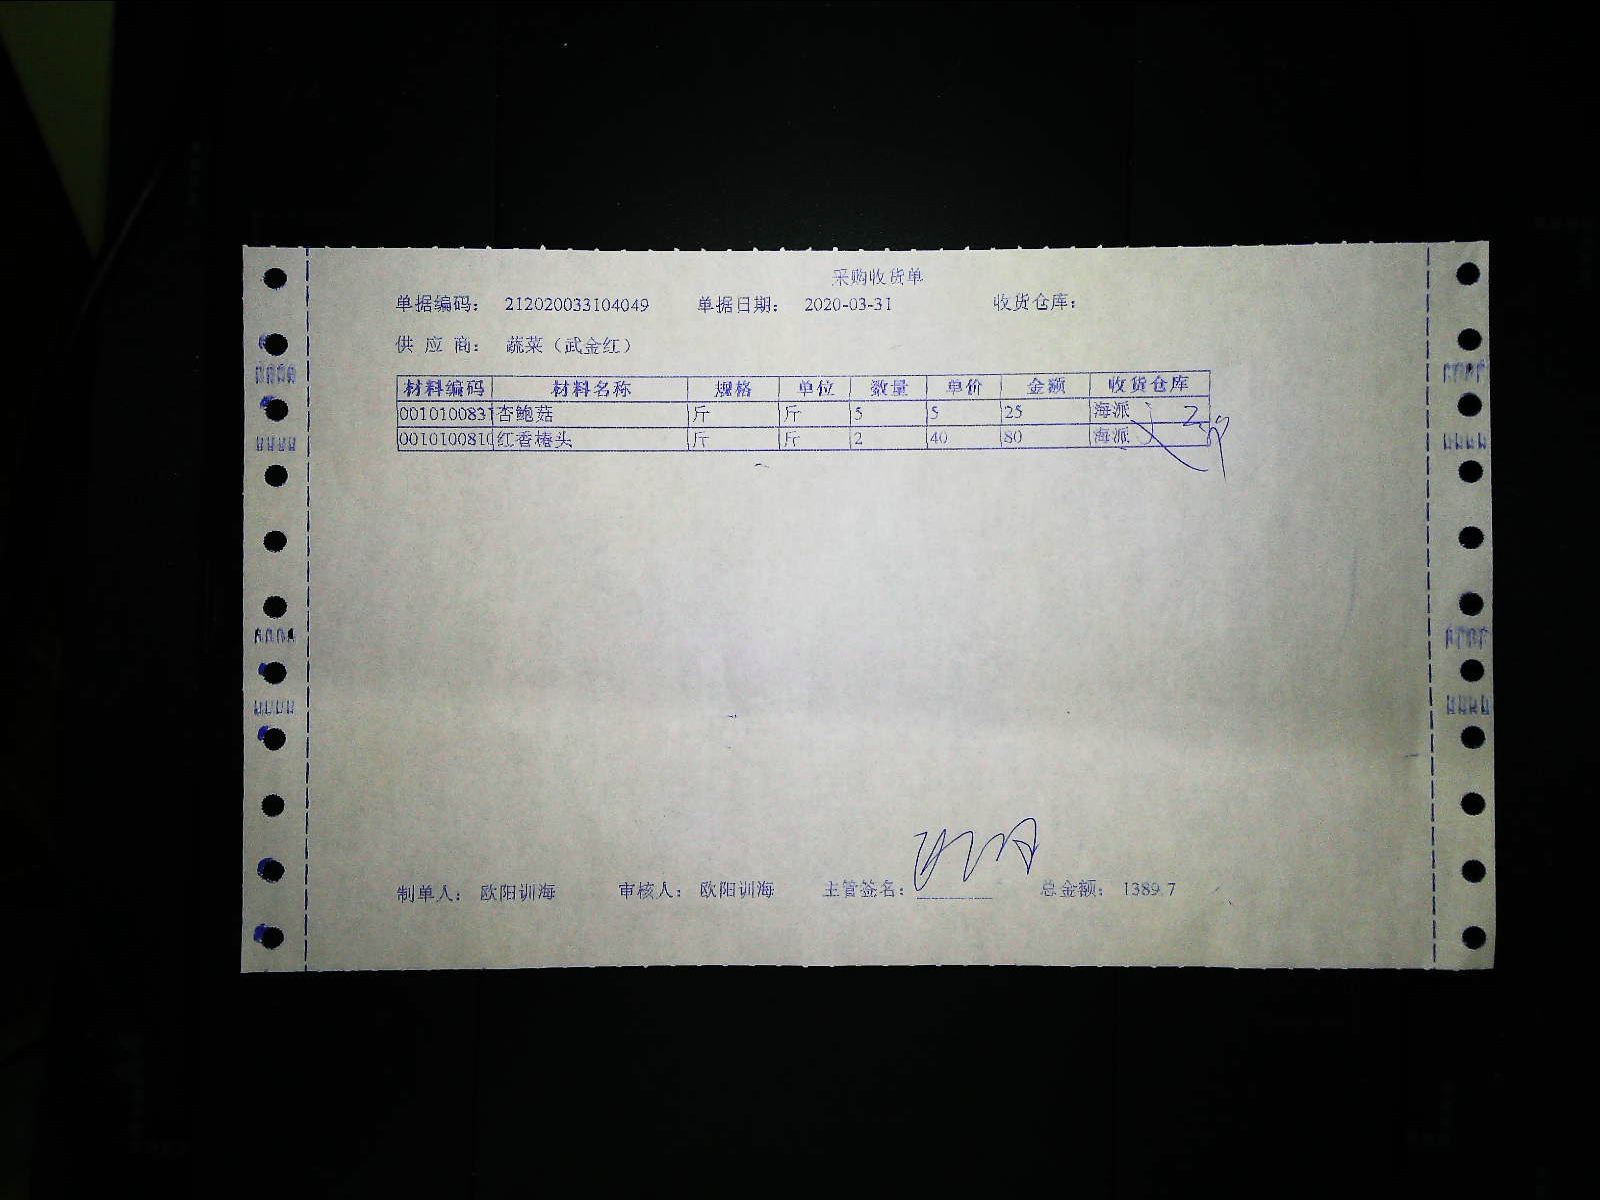 采购收货单
单据编码： 212020033104049 单据日期： 2020-03-31 收货仓库：
供 应 商： 蔬菜（武金红）
材料编码 材料名称 规格 单位 数量 单价 金额 收货仓库
0010100831 杏鲍菇 斤 斤 5 5 25 海派
001010081 红香椿头 斤 斤 2 40 80 海派
制单人： 欧阳训海 审核人： 欧阳训海 主管签名： 总金额： 1389.7